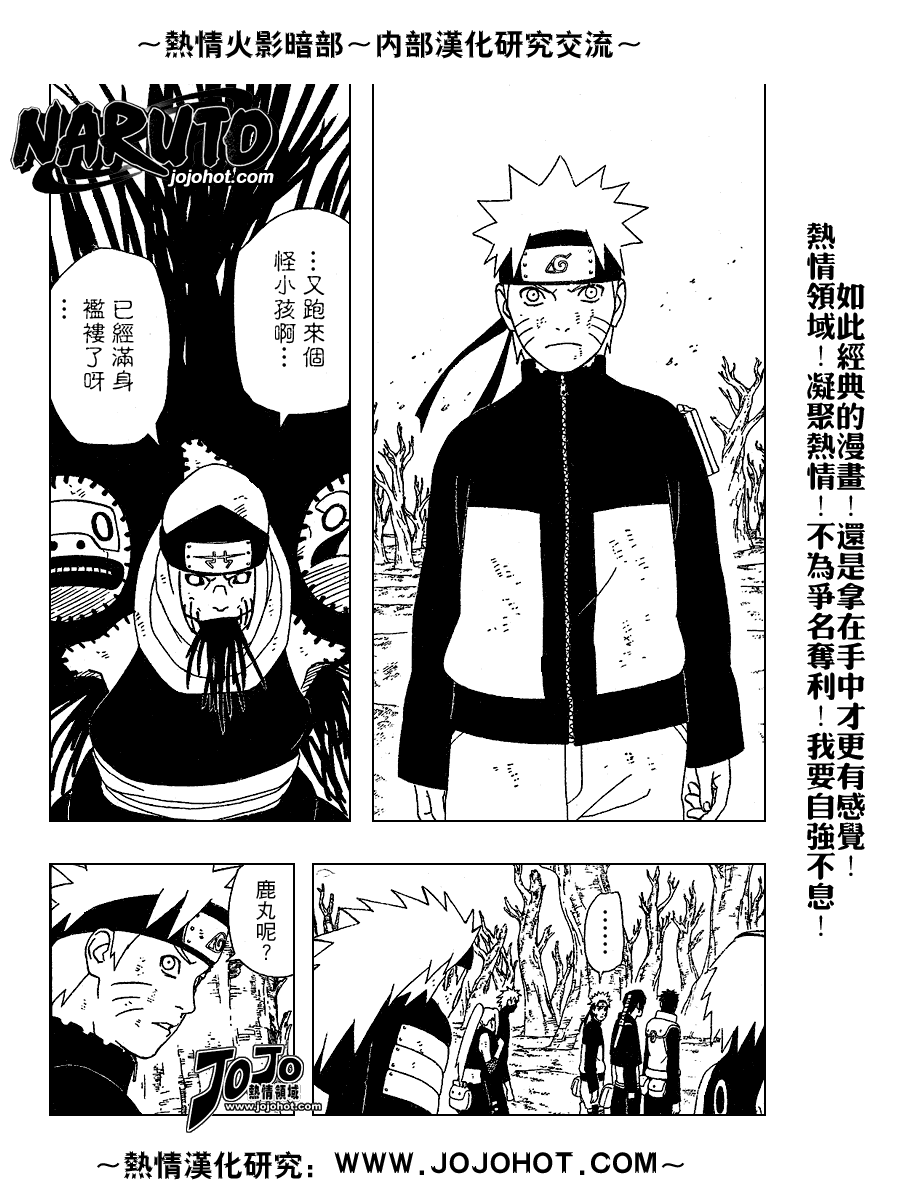 ～熱情火影暗部～內部漢化研究交流～
NARUTO
jojohot.com
如此經典的漫畫！還是拿在手中才更有感覺！
熱情領域！凝聚熱情！不為爭名奪利！我要自強不息！
…又跑來個
怪小孩啊…
已經滿身
襤褸了呀
…
……
鹿丸呢？
JOJO
熱情領域
www.jojohot.com
～熱情漢化研究：WWW.JOJOHOT.COM～